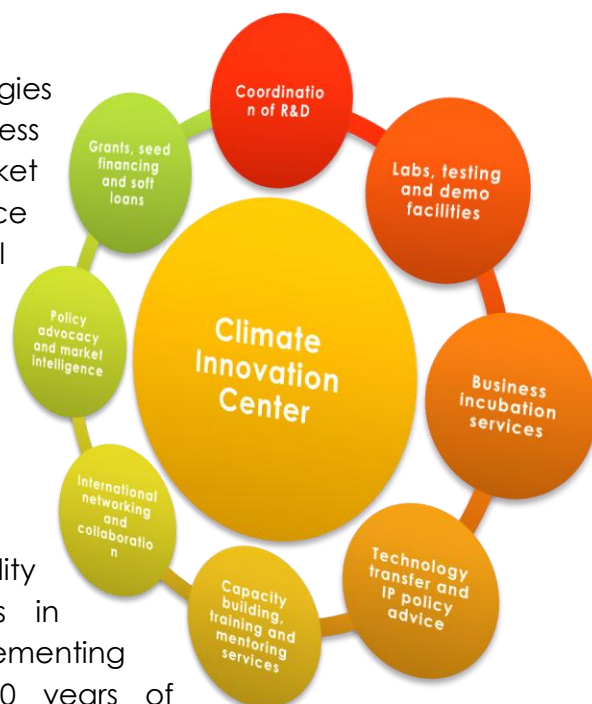 gies
ess
ket
ce
l
Coordinatio
n of R&D
Labs, testing
and demo
facilities
Business
incubation
services
Technology
transfer and
IP policy
advice
Capacity
building,
training and
mentoring
services
International
networking
and
collaboratio
n
Policy
advocacy
and market
intelligence
Grants, seed
financing
and soft
loans
Climate
Innovation
Center
lity
s in
ementing
0 years of